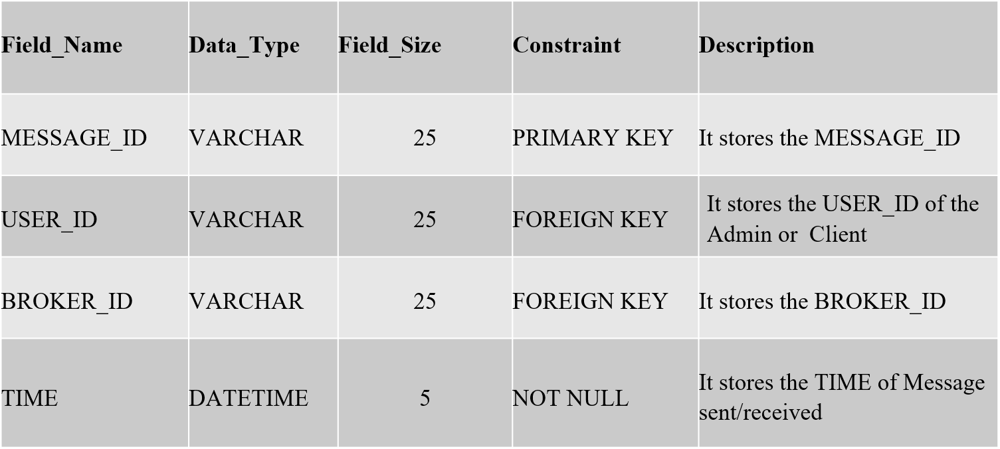 Field_Name Data_Type Field_Size Constraint Description
MESSAGE_ID VARCHAR 25 PRIMARY KEY It stores the MESSAGE_ID
USER_ID VARCHAR 25 FOREIGN KEY It stores the USER_ID of the
Admin or Client
BROKER_ID VARCHAR 25 FOREIGN KEY It stores the BROKER_ID
TIME DATETIME 5 NOT NULL It stores the TIME of Message
sent/received